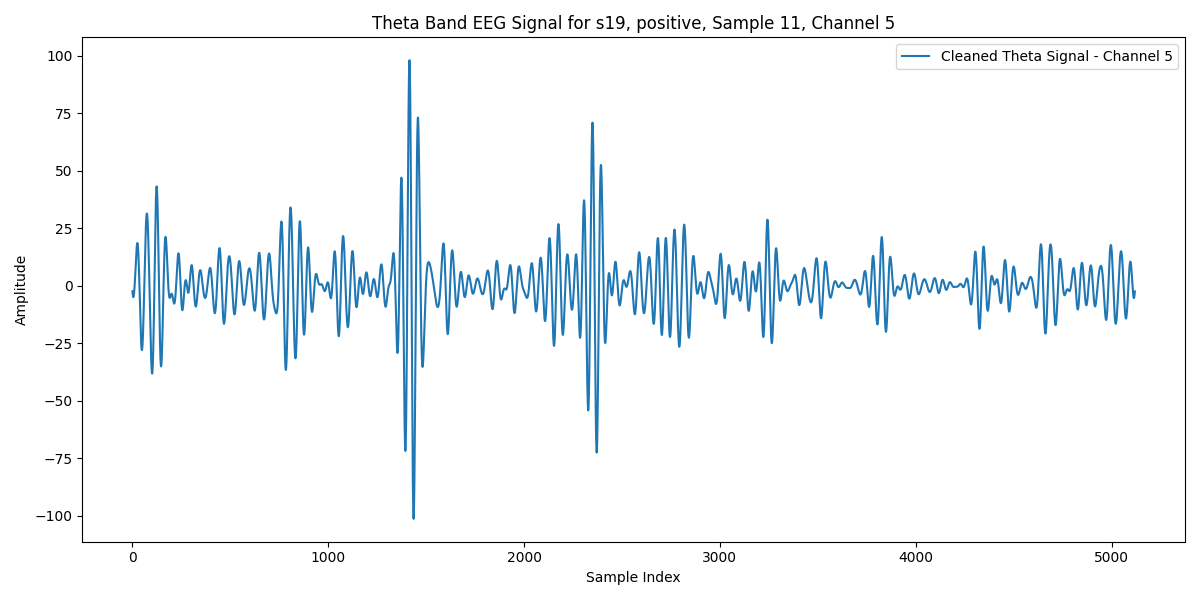 Theta Band EEG Signal for s19, positive, Sample 11, Channel 5
Cleaned Theta Signal - Channel 5
Amplitude
100
75
50
25
0
−25
−50
−75
−100
0 1000 2000 3000 4000 5000
Sample Index